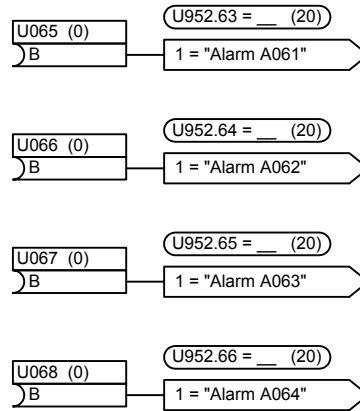 U952.63 = __ (20)
U065 (0)
B
1 = "Alarm A061"
U952.64 = __ (20)
U066 (0)
B
1 = "Alarm A062"
U952.65 = __ (20)
U067 (0)
B
1 = "Alarm A063"
U952.66 = __ (20)
U068 (0)
B
1 = "Alarm A064"